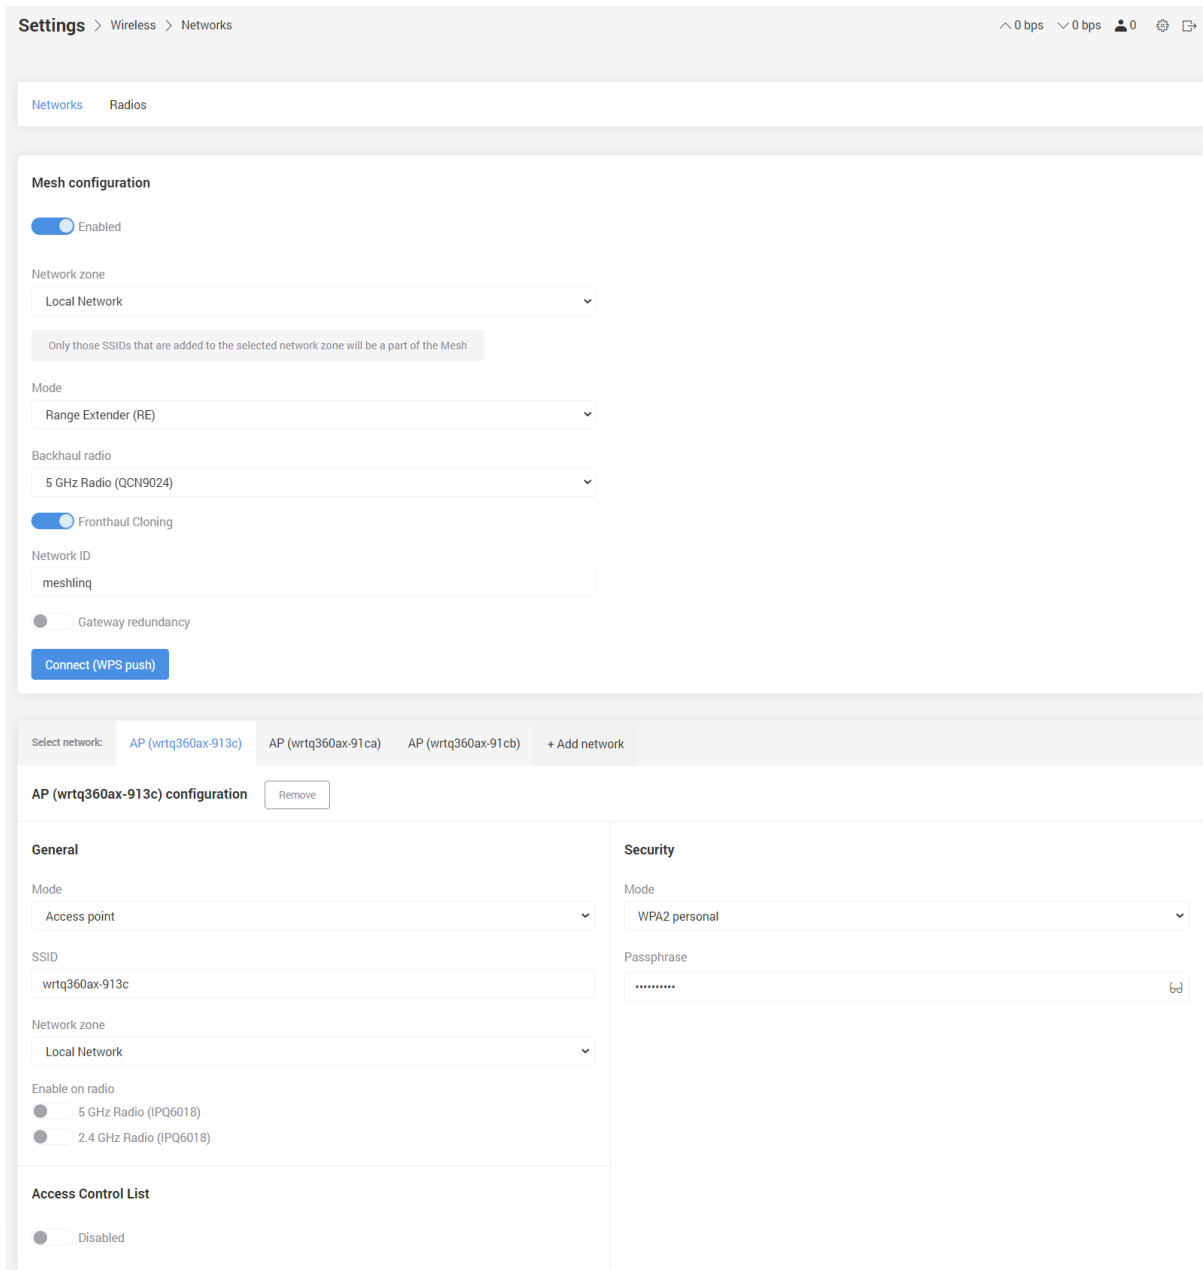 Settings > Wireless > Networks
0 bps 0 bps 0
Networks Radios
Mesh configuration
Enabled
Network zone
Local Network
Only those SSIDs that are added to the selected network zone will be a part of the Mesh
Mode
Range Extender (RE)
Backhaul radio
5 GHz Radio (QCN9024)
Fronthaul Cloning
Network ID
meshlinq
Gateway redundancy
Connect (WPS push)
Select network: AP (wrtq360ax-913c) AP (wrtq360ax-91ca) AP (wrtq360ax-91cb) + Add network
AP (wrtq360ax-913c) configuration Remove
General
Mode
Access point
SSID
wrtq360ax-913c
Network zone
Local Network
Enable on radio
5 GHz Radio (IPQ6018)
2.4 GHz Radio (IPQ6018)
Access Control List
Disabled
Security
Mode
WPA2 personal
Passphrase
••••••••••